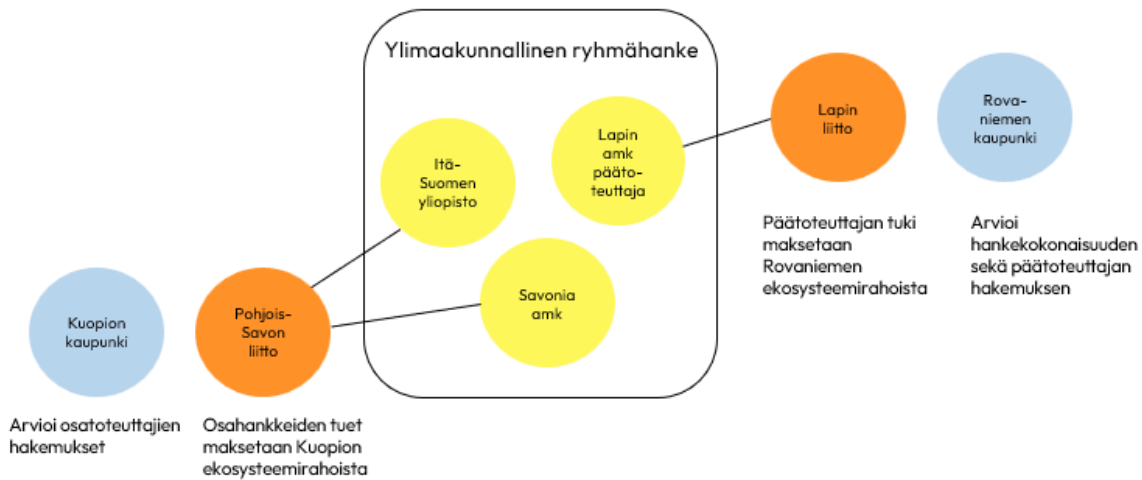 Ylimaakunnallinen ryhmähanke
Itä-
Suomen
yliopisto
Lapin
amk
pääto-
teuttaja
Savonia
amk
Lapin
liitto
Rova-
niemen
kaupunki
Päätoteuttajan tuki
maksetaan
Rovaniemen
ekosysteemirahoista
Arvioi
hankekokonaisuuden
sekä päätoteuttajan
hakemuksen
Kuopion
kaupunki
Pohjois-
Savon
liitto
Arvioi osatoteuttajien
hakemukset
Osahankkeiden tuet
maksetaan Kuopion
ekosysteemirahoista